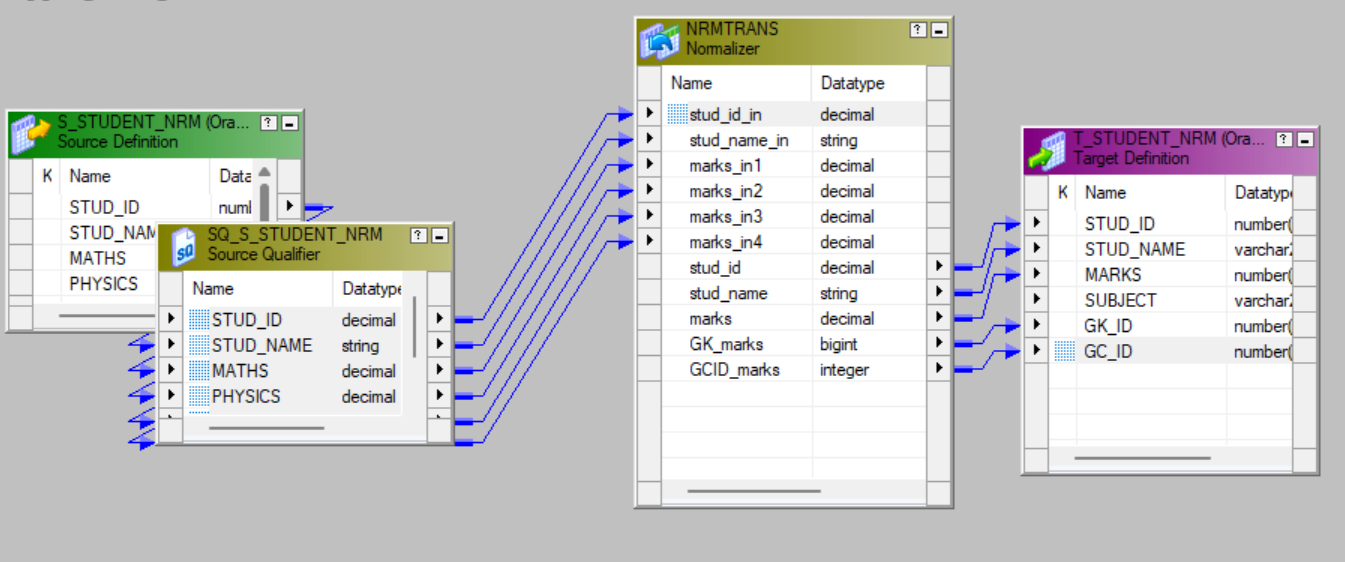 S_STUDENT_NRM (Ora...
Source Definition
K Name
STUD_ID
MATHS
PHYSICS
SQ_S_STUDENT_NRM
Source Qualifier
Name Datatype
STUD_ID decimal
STUD_NAME string
MATHS decimal
PHYSICS decimal
NRMTRANS
Normalizer
Name Datatype
stud_id_in decimal
stud_name_in string
marks_in1 decimal
marks_in2 decimal
marks_in3 decimal
marks_in4 decimal
stud_id decimal
stud_name string
marks decimal
GK_marks bigint
GCID_marks integer
T_STUDENT_NRM (Ora...
Target Definition
K Name Datatype
STUD_ID number(
STUD_NAME varchar2
MARKS number(
SUBJECT varchar2
GK_ID number(
GC_ID number(